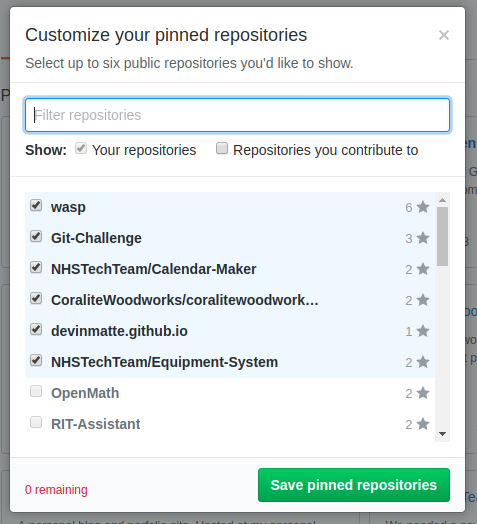 Customize your pinned repositories ×
Select up to six public repositories you'd like to show.
Filter repositories
Show: Your repositories Repositories you contribute to
wasp 6
Git-Challenge 3
NHSTechTeam/Calendar-Maker 2
CoraliteWoodworks/coralitewoodwork… 2
devinmatte.github.io 1
NHSTechTeam/Equipment-System 2
OpenMath 2
RIT-Assistant 2
0 remaining Save pinned repositories